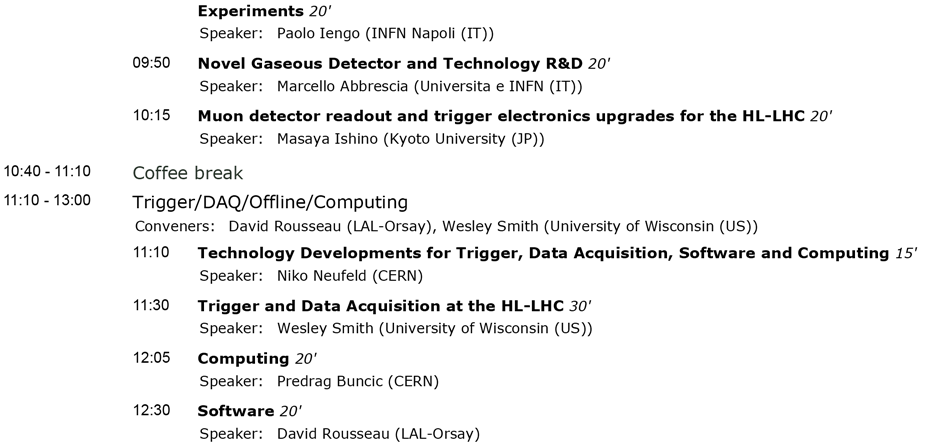 Experiments 20'
Speaker: Paolo Iengo (INFN Napoli (IT))
09:50 Novel Gaseous Detector and Technology R&D 20'
Speaker: Marcello Abbrescia (Universita e INFN (IT))
10:15 Muon detector readout and trigger electronics upgrades for the HL-LHC 20'
Speaker: Masaya Ishino (Kyoto University (JP))
10:40 - 11:10 Coffee break
11:10 - 13:00 Trigger/DAQ/Offline/Computing
Conveners: David Rousseau (LAL-Orsay), Wesley Smith (University of Wisconsin (US))
11:10 Technology Developments for Trigger, Data Acquisition, Software and Computing 15'
Speaker: Niko Neufeld (CERN)
11:30 Trigger and Data Acquisition at the HL-LHC 30'
Speaker: Wesley Smith (University of Wisconsin (US))
12:05 Computing 20'
Speaker: Predrag Buncic (CERN)
12:30 Software 20'
Speaker: David Rousseau (LAL-Orsay)